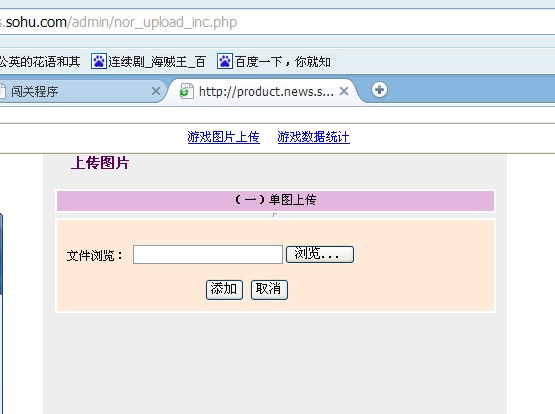 s.sohu.com/admin/nor_upload_inc.php
公英的花语和其 连续剧_海贼王_百 百度一下，你就知
闯关程序 http://product.news.s...
游戏图片上传 游戏数据统计
上传图片
（一）单图上传
文件浏览： 浏览...
添加 取消